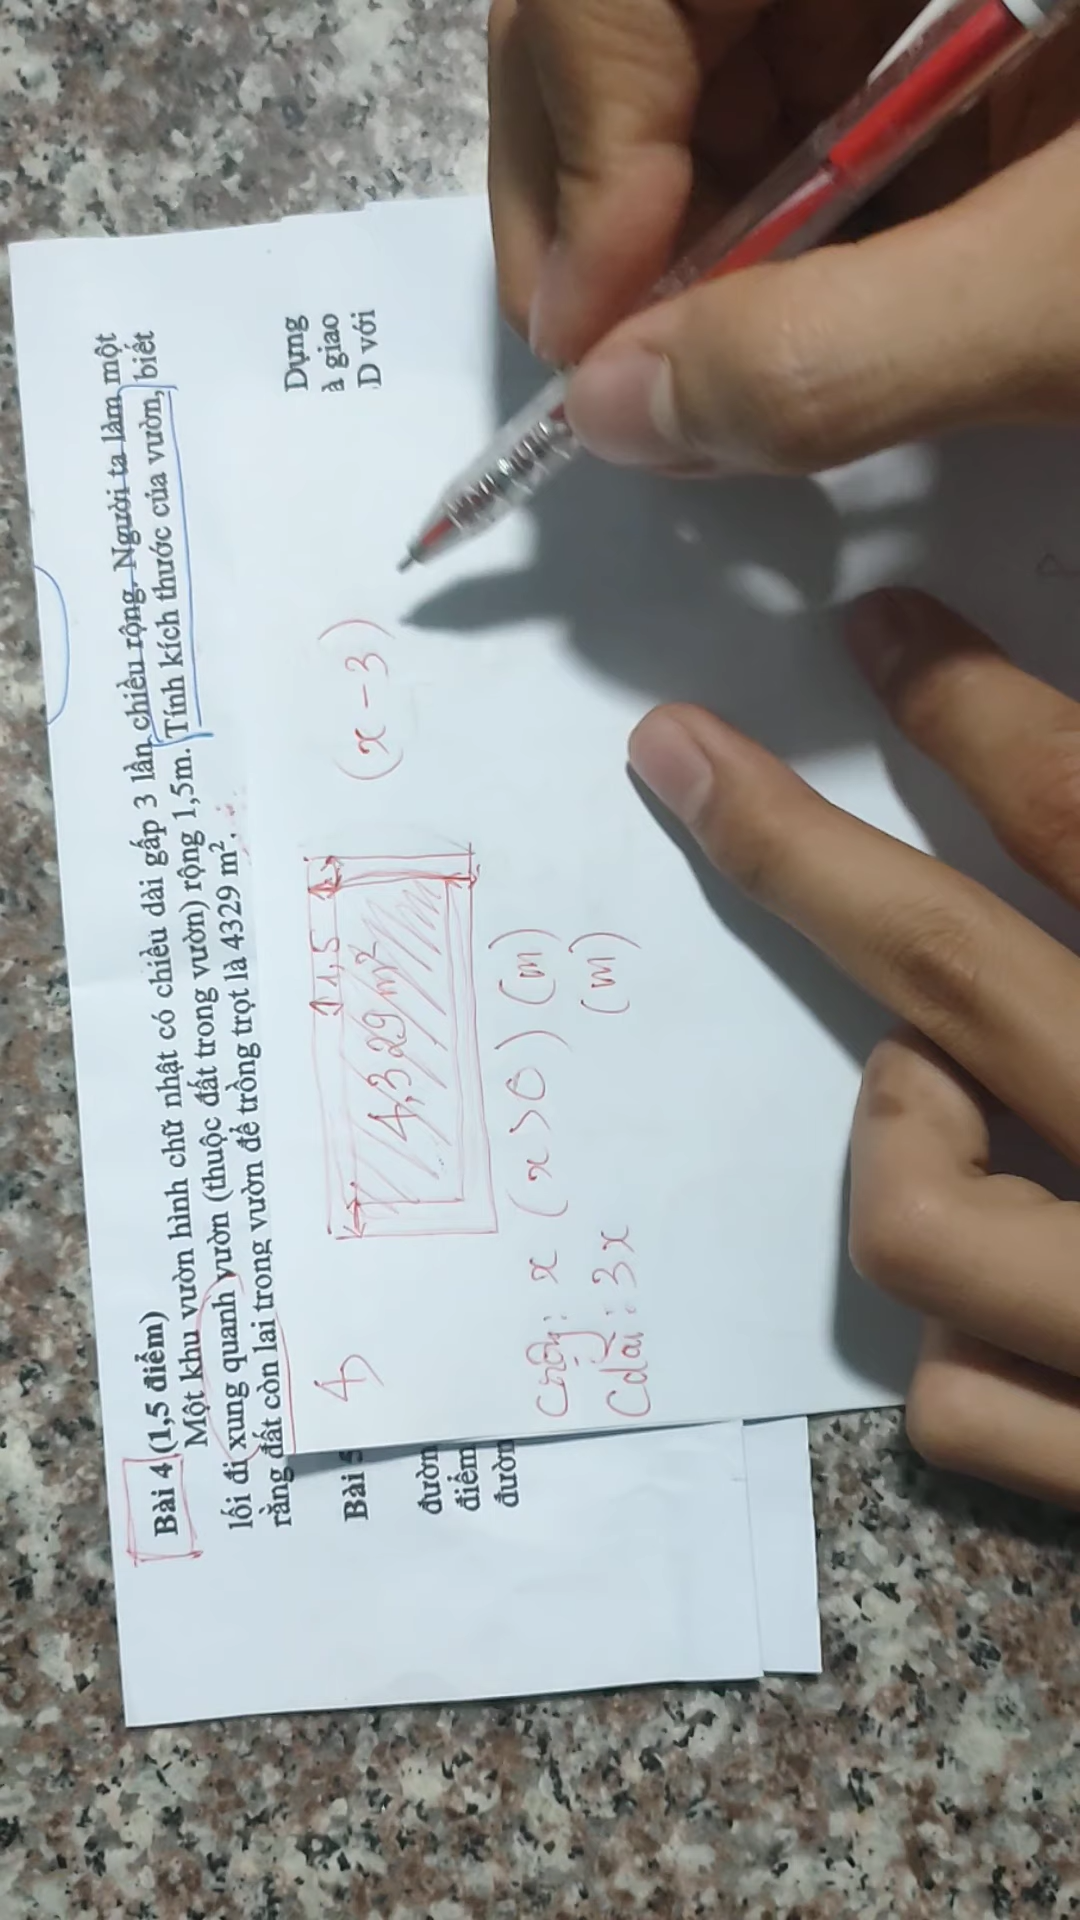 Bài 4 (1,5 điểm)
Một khu vườn hình chữ nhật có chiều dài gấp 3 lần chiều rộng. Người ta làm một
lối đi xung quanh vườn (thuộc đất trong vườn) rộng 1,5m. Tính kích thước của vườn, biết
rằng đất còn lại trong vườn để trồng trọt là 4329 m².
4)
1,5
4,329 m²
(x - 3)
Bài 5
Dựng
à giao
D với
đườn
điểm
đườn
Crộng: x (x > 0) (m)
Cdài: 3x (m)